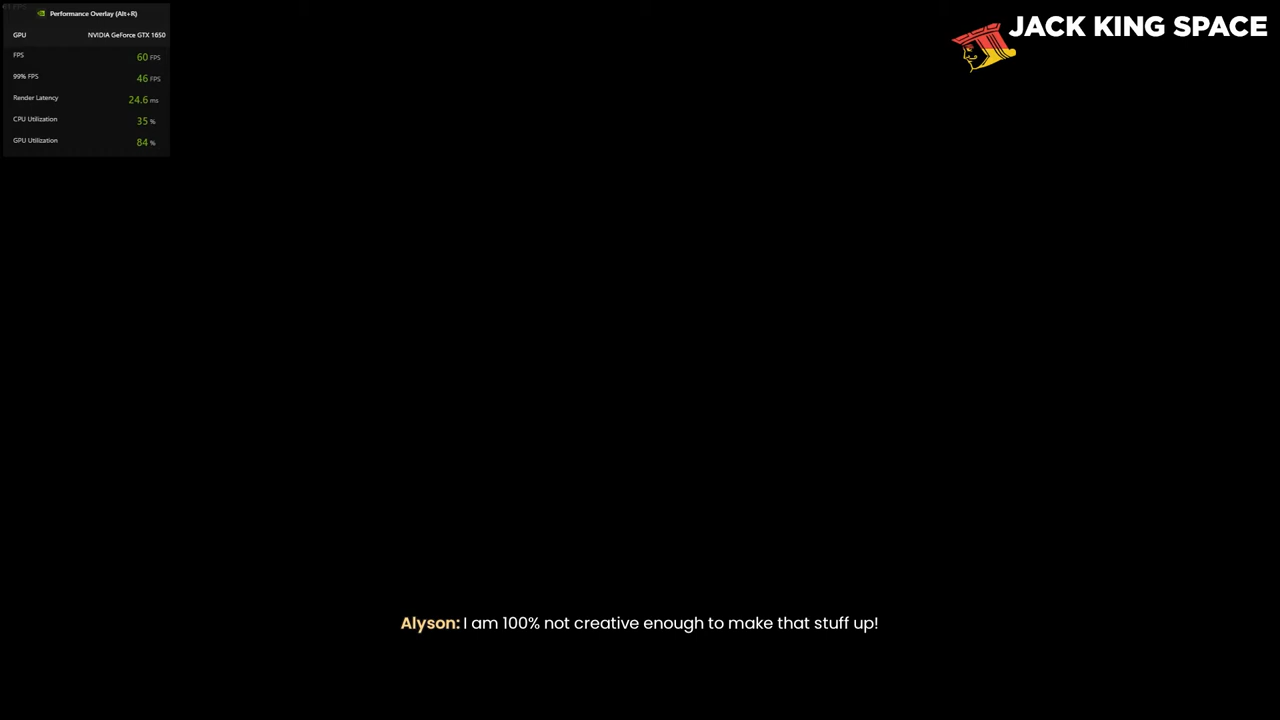 Performance Overlay (Alt+R)
JACK KING SPACE
GPU NVIDIA GeForce GTX 1650
FPS 60 FPS
99% FPS 46 FPS
Render Latency 24.6 ms
CPU Utilization 35 %
GPU Utilization 84 %
Alyson: I am 100% not creative enough to make that stuff up!